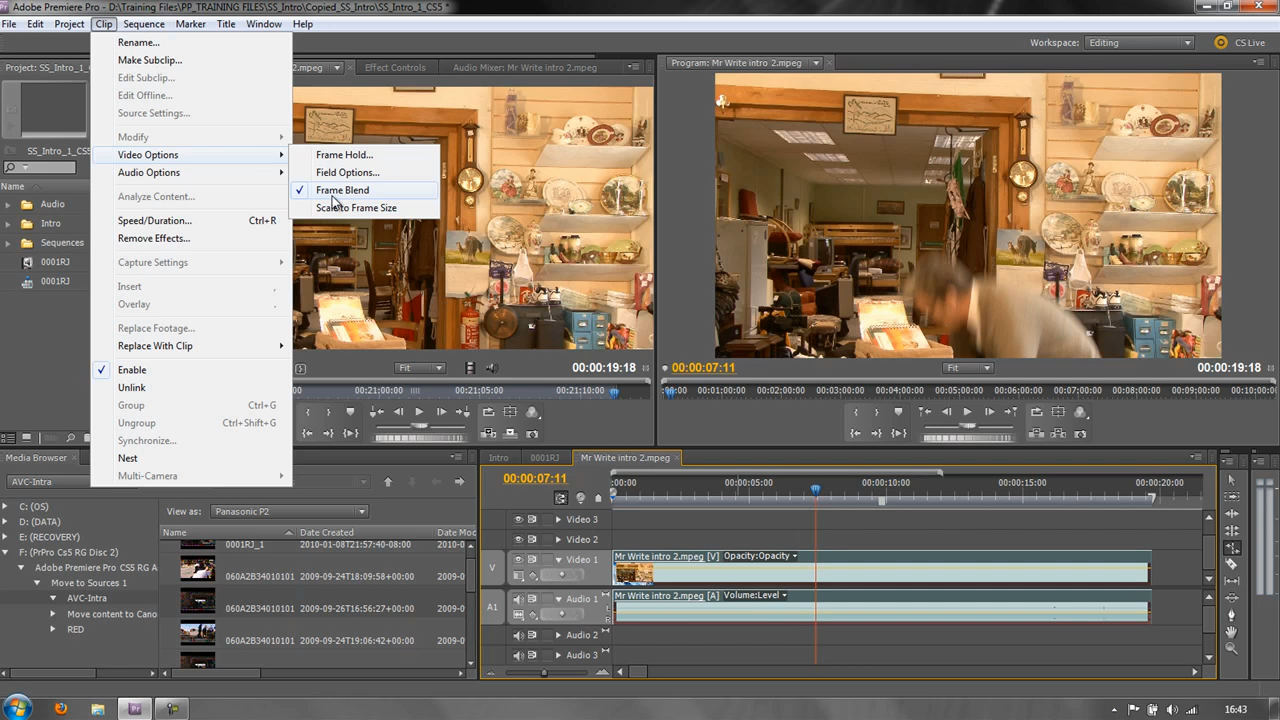 Adobe Premiere Pro - D:\Training Files\PP_TRAINING FILES\SS_Intro\Copied_SS_Intro\SS_Intro_1_CS5 *
File Edit Project Clip Sequence Marker Title Window Help
Workspace: Editing CS Live
Rename...
Make Subclip...
Edit Subclip...
Edit Offline...
Source Settings...
Modify
Video Options
Audio Options
Analyze Content...
Speed/Duration... Ctrl+R
Remove Effects...
Capture Settings
Insert ,
Overlay .
Replace Footage...
Replace With Clip
Enable
Unlink
Group Ctrl+G
Ungroup Ctrl+Shift+G
Synchronize...
Nest
Multi-Camera
Frame Hold...
Field Options...
Frame Blend
Scale to Frame Size
Project: SS_Intro_1_
SS_Intro_1_CS5
Name
Audio
Intro
Sequences
0001RJ
0001RJ
2.mpeg Effect Controls Audio Mixer: Mr Write intro 2.mpeg
Fit 00:00:19:18
00:21:00:00 00:21:05:00 00:21:10:00
Program: Mr Write intro 2.mpeg
00:00:07:11 Fit 00:00:19:18
00:00 00:01:00:00 00:02:00:00 00:03:00:00 00:04:00:00 00:05:00:00 00:06:00:00 00:07:00:00 00:08:00:00 00:09:00:00 00:10:00:
Media Browser
AVC-Intra
C: (OS)
D: (DATA)
E: (RECOVERY)
F: (PrPro Cs5 RG Disc 2)
Adobe Premiere Pro CS5 RG A
Move to Sources 1
AVC-Intra
Move content to Cano
RED
View as: Panasonic P2
Name Date Created Date Mo
0001RJ_1 2010-01-08T21:57:40-08:00 2010-
060A2B34010101 2009-09-24T18:09:58+00:00 2009-
060A2B34010101 2009-09-26T16:56:27+00:00 2009-
060A2B34010101 2009-09-24T19:06:42+00:00 2009-
Intro 0001RJ Mr Write intro 2.mpeg
00:00:07:11 :00:00 00:00:05:00 00:00:10:00 00:00:15:00 00:00:20:00
Video 3
Video 2
V Video 1 Mr Write intro 2.mpeg [V] Opacity:Opacity
A1 Audio 1 Mr Write intro 2.mpeg [A] Volume:Level
Audio 2
Audio 3
16:43